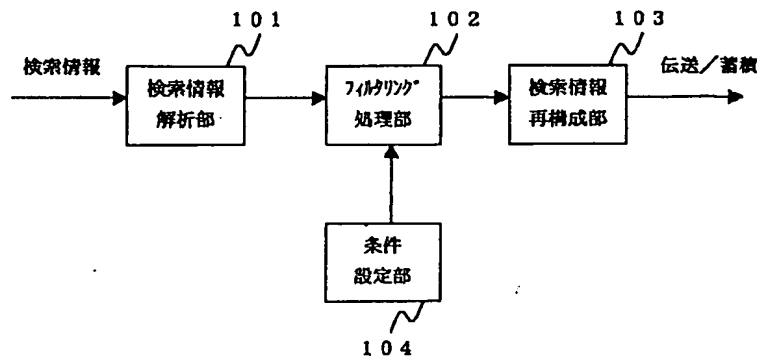 101
102
103
検索情報
検索情報
解析部
フィルタリング
処理部
検索情報
再構成部
伝送／蓄積
条件
設定部
104